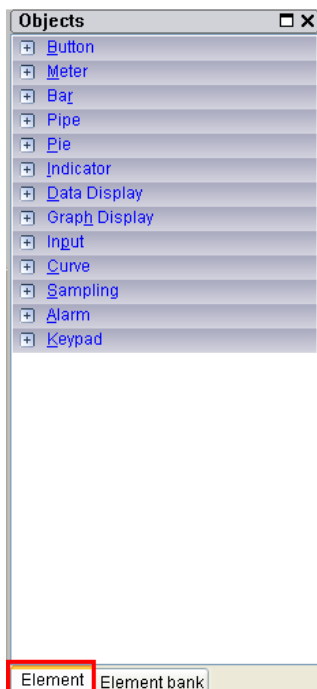 Objects
Button
Meter
Bar
Pipe
Pie
Indicator
Data Display
Graph Display
Input
Curve
Sampling
Alarm
Keypad
Element Element bank